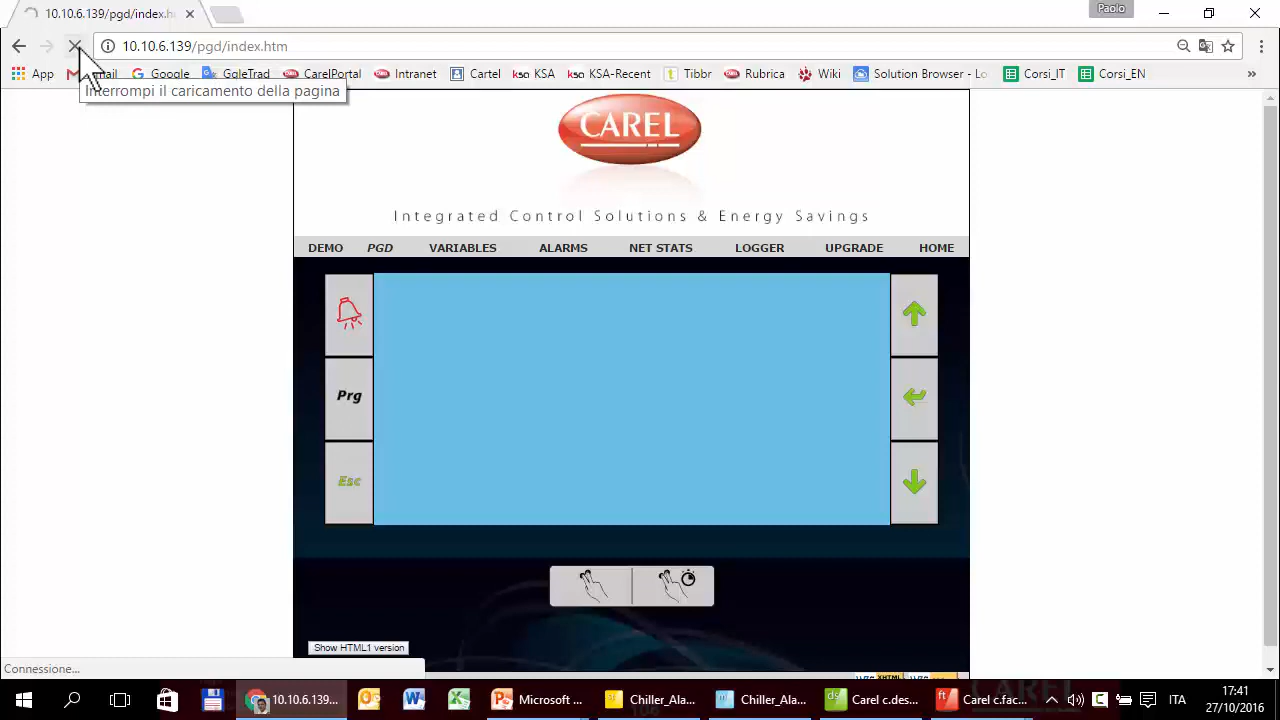 10.10.6.139/pgd/index.h
Paolo
10.10.6.139/pgd/index.htm
App
Google
GgleTrad
CarelPortal
Intranet
Cartel
KSA
KSA-Recent
Tibbr
Rubrica
Wiki
Solution Browser - Lo
Corsi_IT
Corsi_EN
»
Interrompi il caricamento della pagina
CAREL
Integrated Control Solutions & Energy Savings
DEMO PGD VARIABLES ALARMS NET STATS LOGGER UPGRADE HOME
Prg
Esc
Show HTML1 version
Connessione...
10.10.6.139...
Microsoft ...
Chiller_Ala...
Chiller_Ala...
Carel c.des...
Carel c.fac...
ITA
17:41
27/10/2016